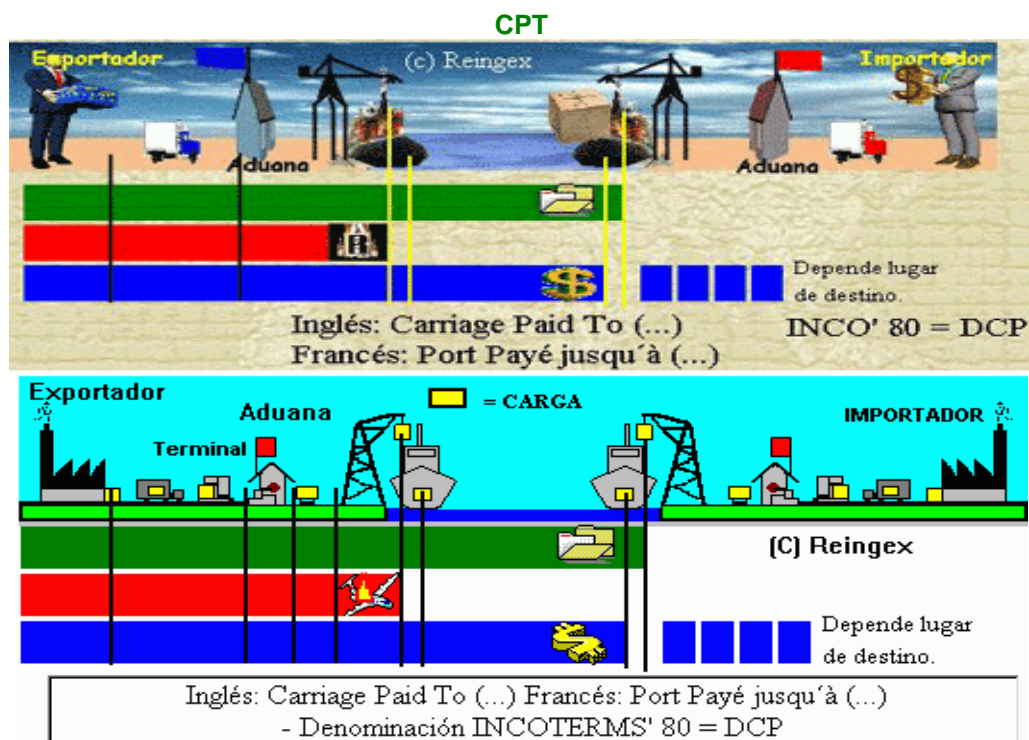 CPT
Exportador
(c) Reingex
Importador
Aduana
Aduana
Depende lugar
de destino.
Inglés: Carriage Paid To (...)
INCO' 80 = DCP
Francés: Port Payé jusqu´à (...)
Exportador
Aduana
= CARGA
IMPORTADOR
Terminal
(C) Reingex
Depende lugar
de destino.
Inglés: Carriage Paid To (...) Francés: Port Payé jusqu´à (...)
- Denominación INCOTERMS' 80 = DCP